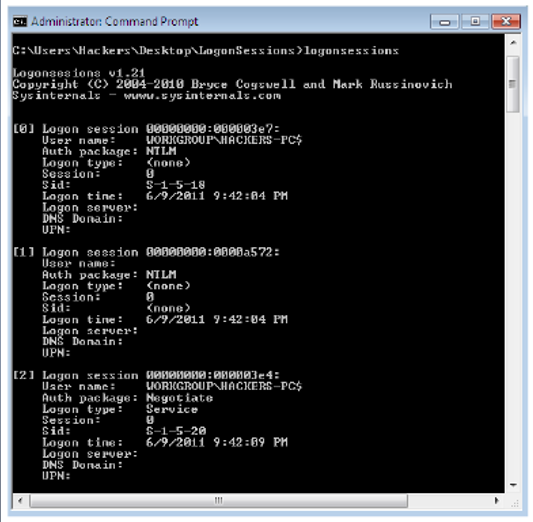 Administrator: Command Prompt
C:\Users\Hackers\Desktop\LogonSessions>logonsessions
Logonsesions v1.21
Copyright (C) 2004-2010 Bryce Cogswell and Mark Russinovich
Sysinternals - wwww.sysinternals.com
[0] Logon session 00000000:000003e7:
User name: WORKGROUP\HACKERS-PC$
Auth package: NTLM
Logon type: (none)
Session: 0
Sid: S-1-5-18
Logon time: 6/9/2011 9:42:04 PM
Logon server:
DNS Domain:
UPN:
[1] Logon session 00000000:0000a572:
User name:
Auth package: NTLM
Logon type: (none)
Session: 0
Sid: (none)
Logon time: 6/9/2011 9:42:04 PM
Logon server:
DNS Domain:
UPN:
[2] Logon session 00000000:000003e4:
User name: WORKGROUP\HACKERS-PC$
Auth package: Negotiate
Logon type: Service
Session: 0
Sid: S-1-5-20
Logon time: 6/9/2011 9:42:09 PM
Logon server:
DNS Domain:
UPN: